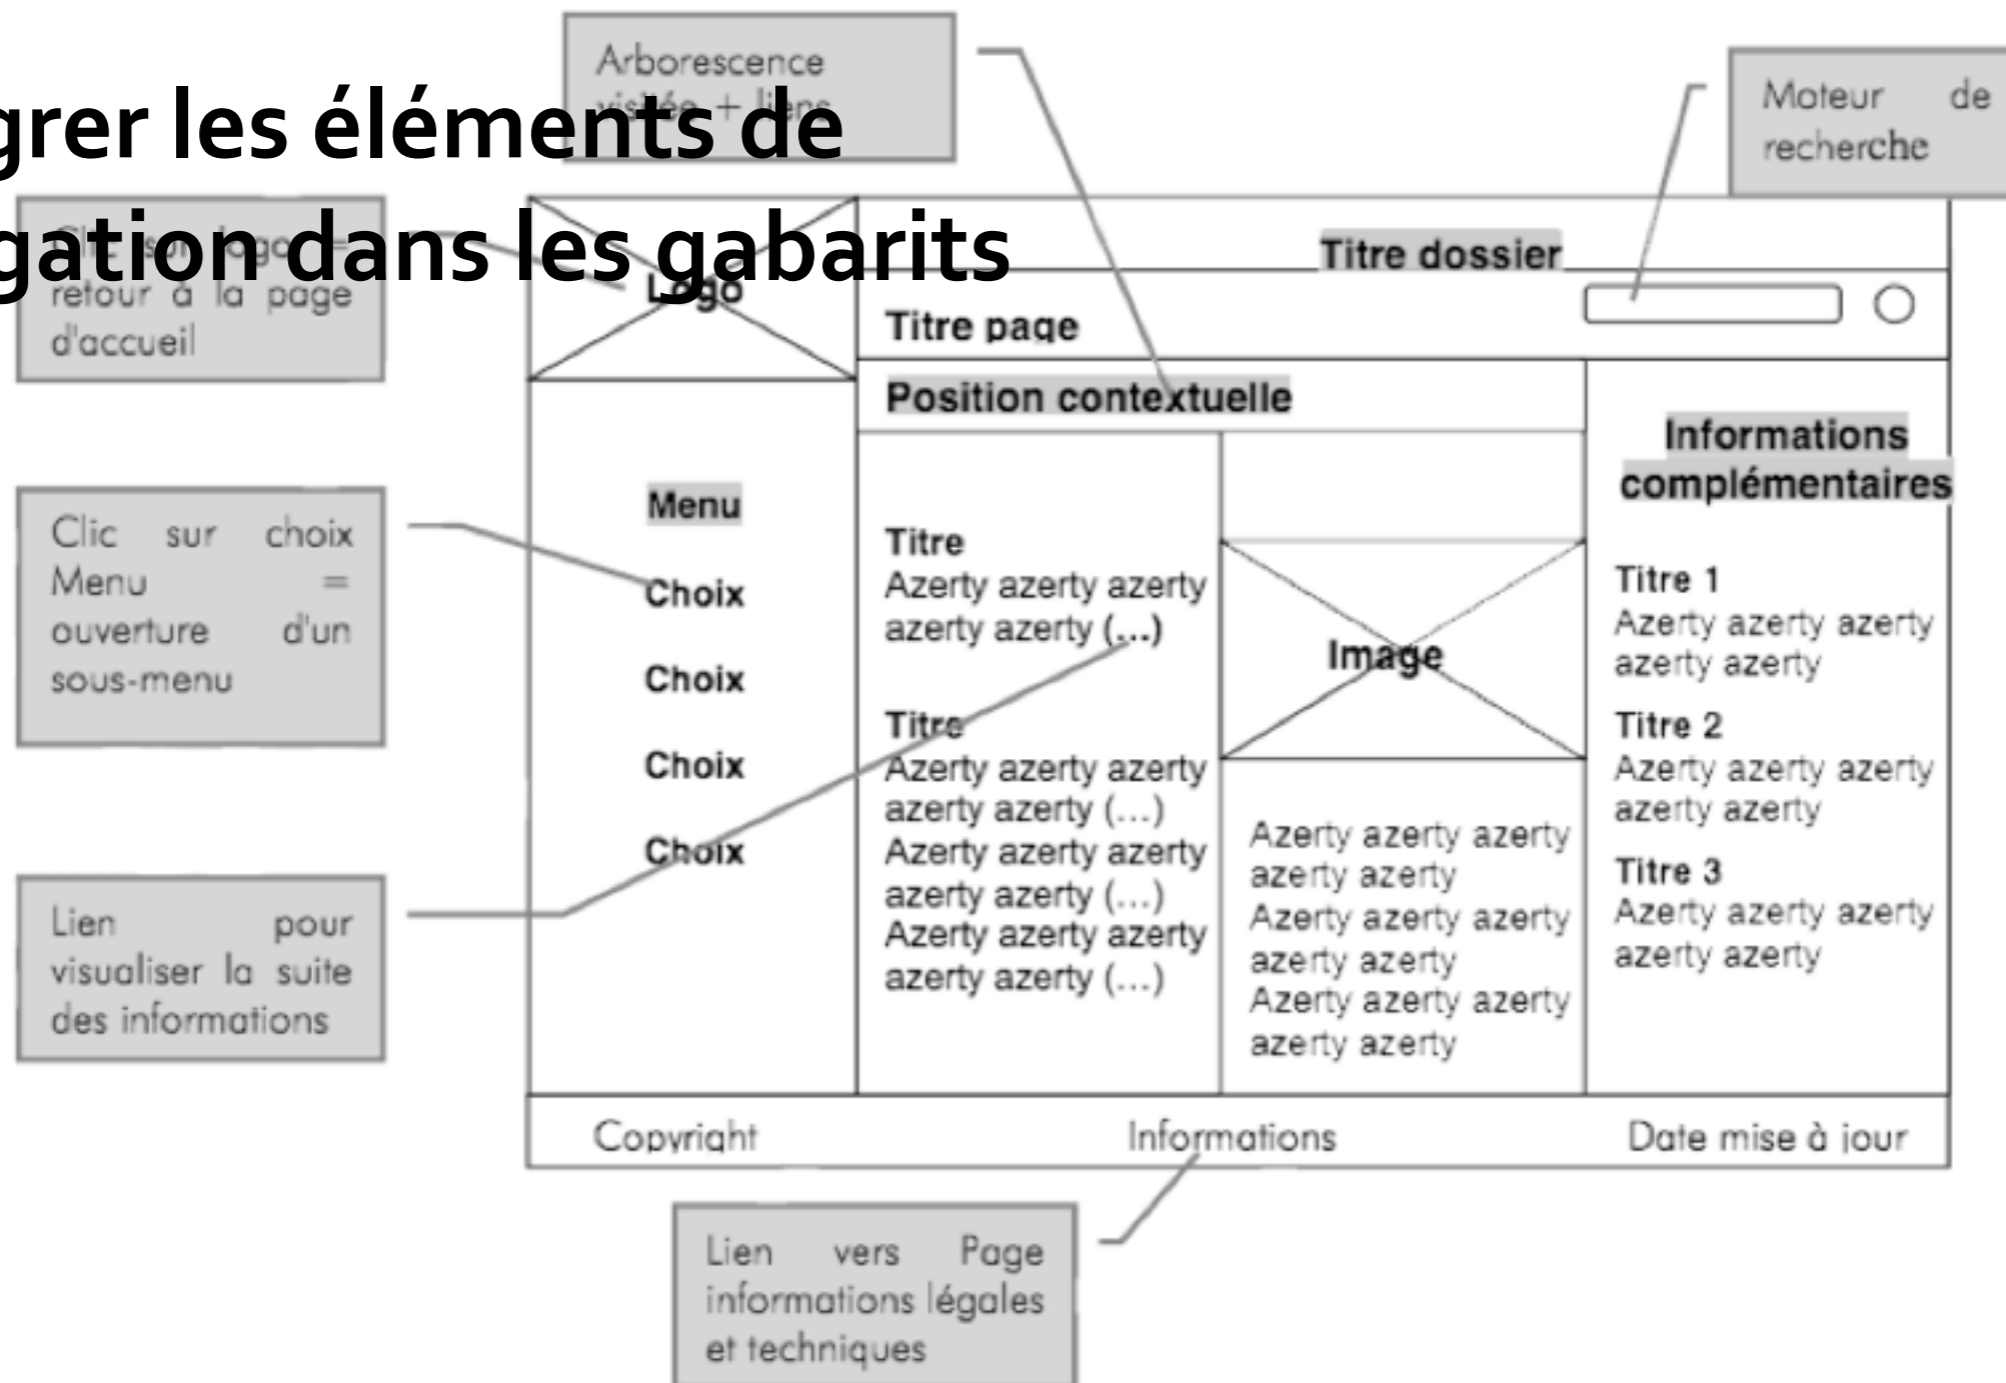 Arborescence
visitée + liens
Moteur de
recherche
grer les éléments de
gation dans les gabarits
Clic sur logo =
retour à la page
d'accueil
Logo
Titre dossier
Titre page
Position contextuelle
Informations
complémentaires
Clic sur choix
Menu =
ouverture d'un
sous-menu
Menu
Choix
Choix
Choix
Choix
Titre
Azerty azerty azerty
azerty azerty (...)
Titre
Azerty azerty azerty
azerty azerty (...)
Azerty azerty azerty
azerty azerty (...)
Azerty azerty azerty
azerty azerty (...)
Image
Azerty azerty azerty
azerty azerty
Azerty azerty azerty
azerty azerty
Azerty azerty azerty
azerty azerty
Titre 1
Azerty azerty azerty
azerty azerty
Titre 2
Azerty azerty azerty
azerty azerty
Titre 3
Azerty azerty azerty
azerty azerty
Lien pour
visualiser la suite
des informations
Copyright
Informations
Date mise à jour
Lien vers Page
informations légales
et techniques